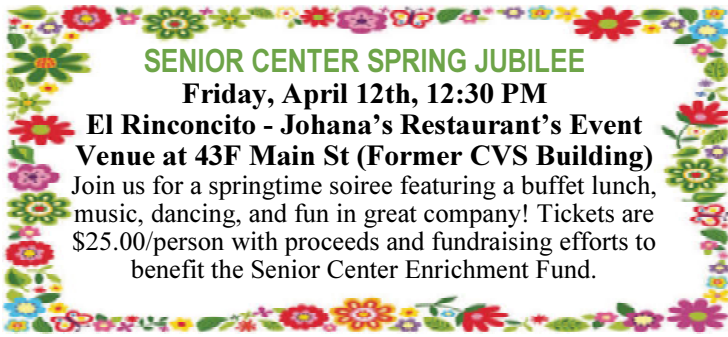 SENIOR CENTER SPRING JUBILEE
Friday, April 12th, 12:30 PM
El Rinconcito - Johana’s Restaurant’s Event
Venue at 43F Main St (Former CVS Building)
Join us for a springtime soiree featuring a buffet lunch,
music, dancing, and fun in great company! Tickets are
$25.00/person with proceeds and fundraising efforts to
benefit the Senior Center Enrichment Fund.